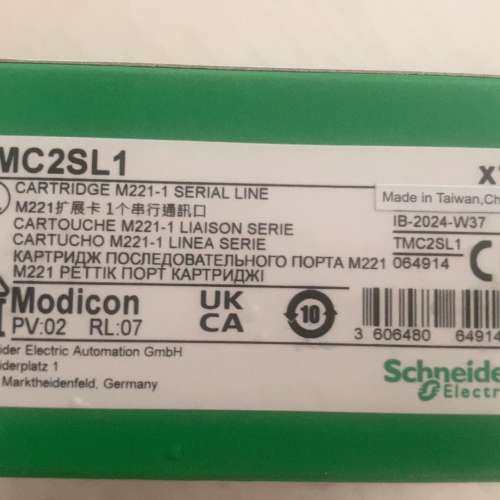 MC2SL1
CARTRIDGE M221-1 SERIAL LINE
M221扩展卡 1个串行通訊口
CARTOUCHE M221-1 LIAISON SERIE
CARTUCHO M221-1 LINEA SERIE
КАРТРИДЖ ПОСЛЕДОВАТЕЛЬНОГО ПОРТА M221
M221 РЕТТІК ПОРТ КАРТРИДЖІ
Made in Taiwan,Ch
IB-2024-W37
TMC2SL1
064914
Modicon
PV:02 RL:07
UK
CA
10
3 606480 64914
ider Electric Automation GmbH
iderplatz 1
Marktheidenfeld, Germany
Schneide
Electr